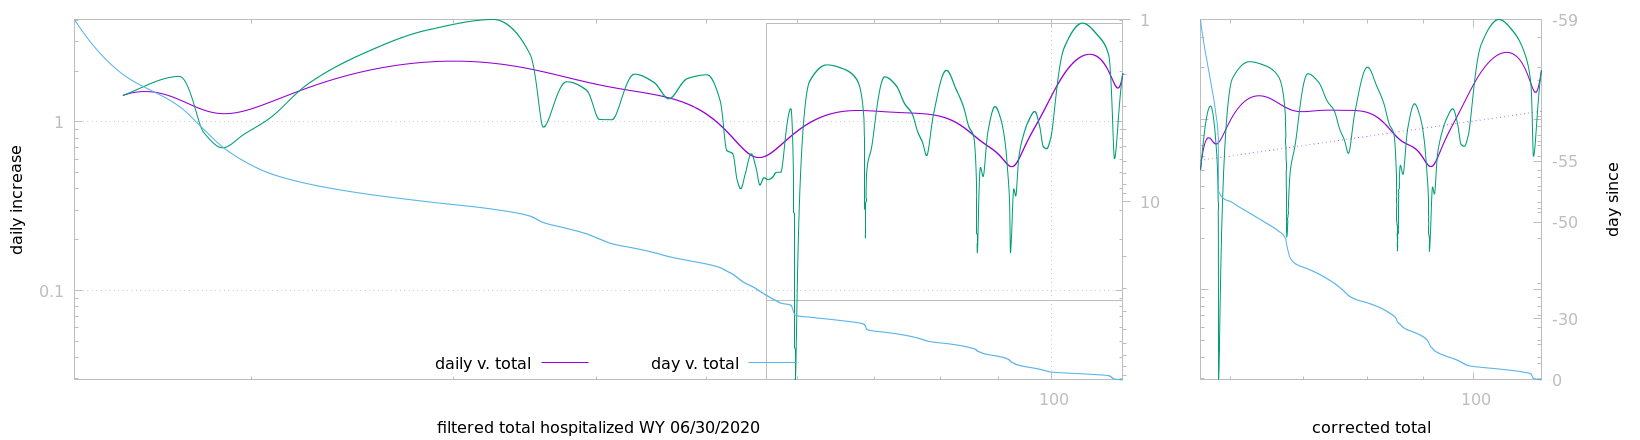 1
-59
1
daily increase
-55
day since
10
-50
0.1
-30
daily v. total
day v. total
0
100
100
filtered total hospitalized WY 06/30/2020
corrected total